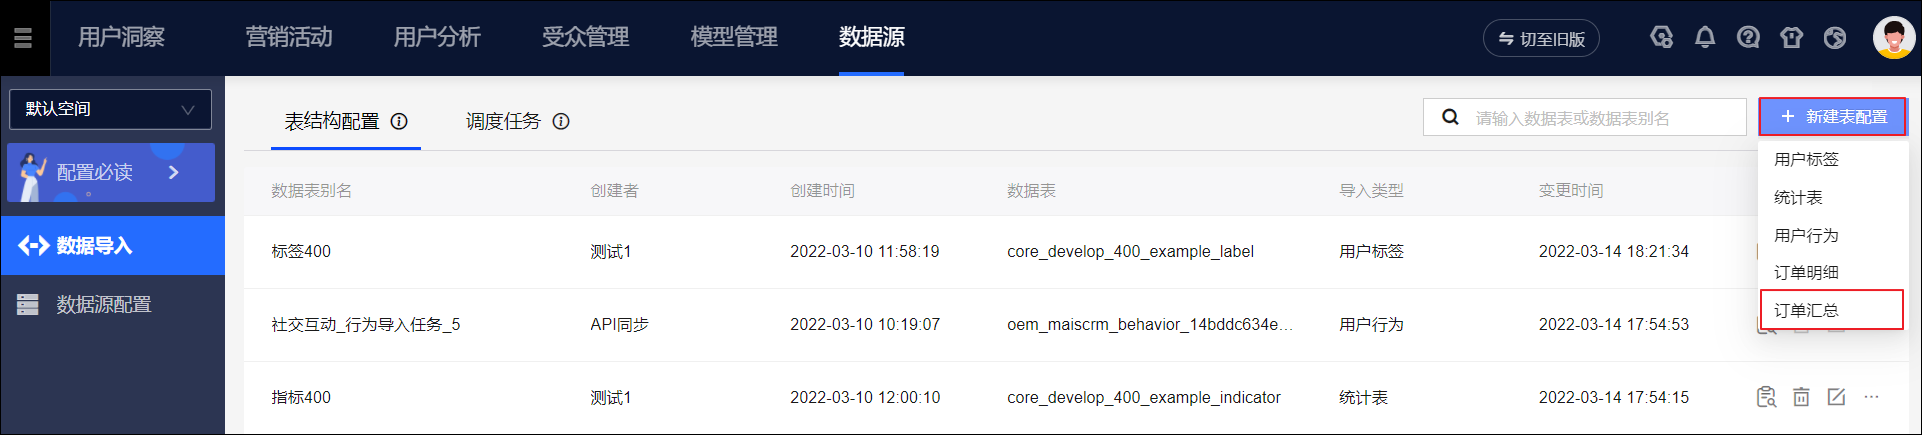 用户洞察 营销活动 用户分析 受众管理 模型管理 数据源 切至旧版
默认空间
配置必读
数据导入
数据源配置
表结构配置 调度任务 请输入数据表或数据表别名 + 新建表配置
用户标签
统计表
用户行为
订单明细
订单汇总
数据表别名 创建者 创建时间 数据表 导入类型 变更时间
标签400 测试1 2022-03-10 11:58:19 core_develop_400_example_label 用户标签 2022-03-14 18:21:34
社交互动_行为导入任务_5 API同步 2022-03-10 10:19:07 oem_maiscrm_behavior_14bddc634e... 用户行为 2022-03-14 17:54:53
指标400 测试1 2022-03-10 12:00:10 core_develop_400_example_indicator 统计表 2022-03-14 17:54:15